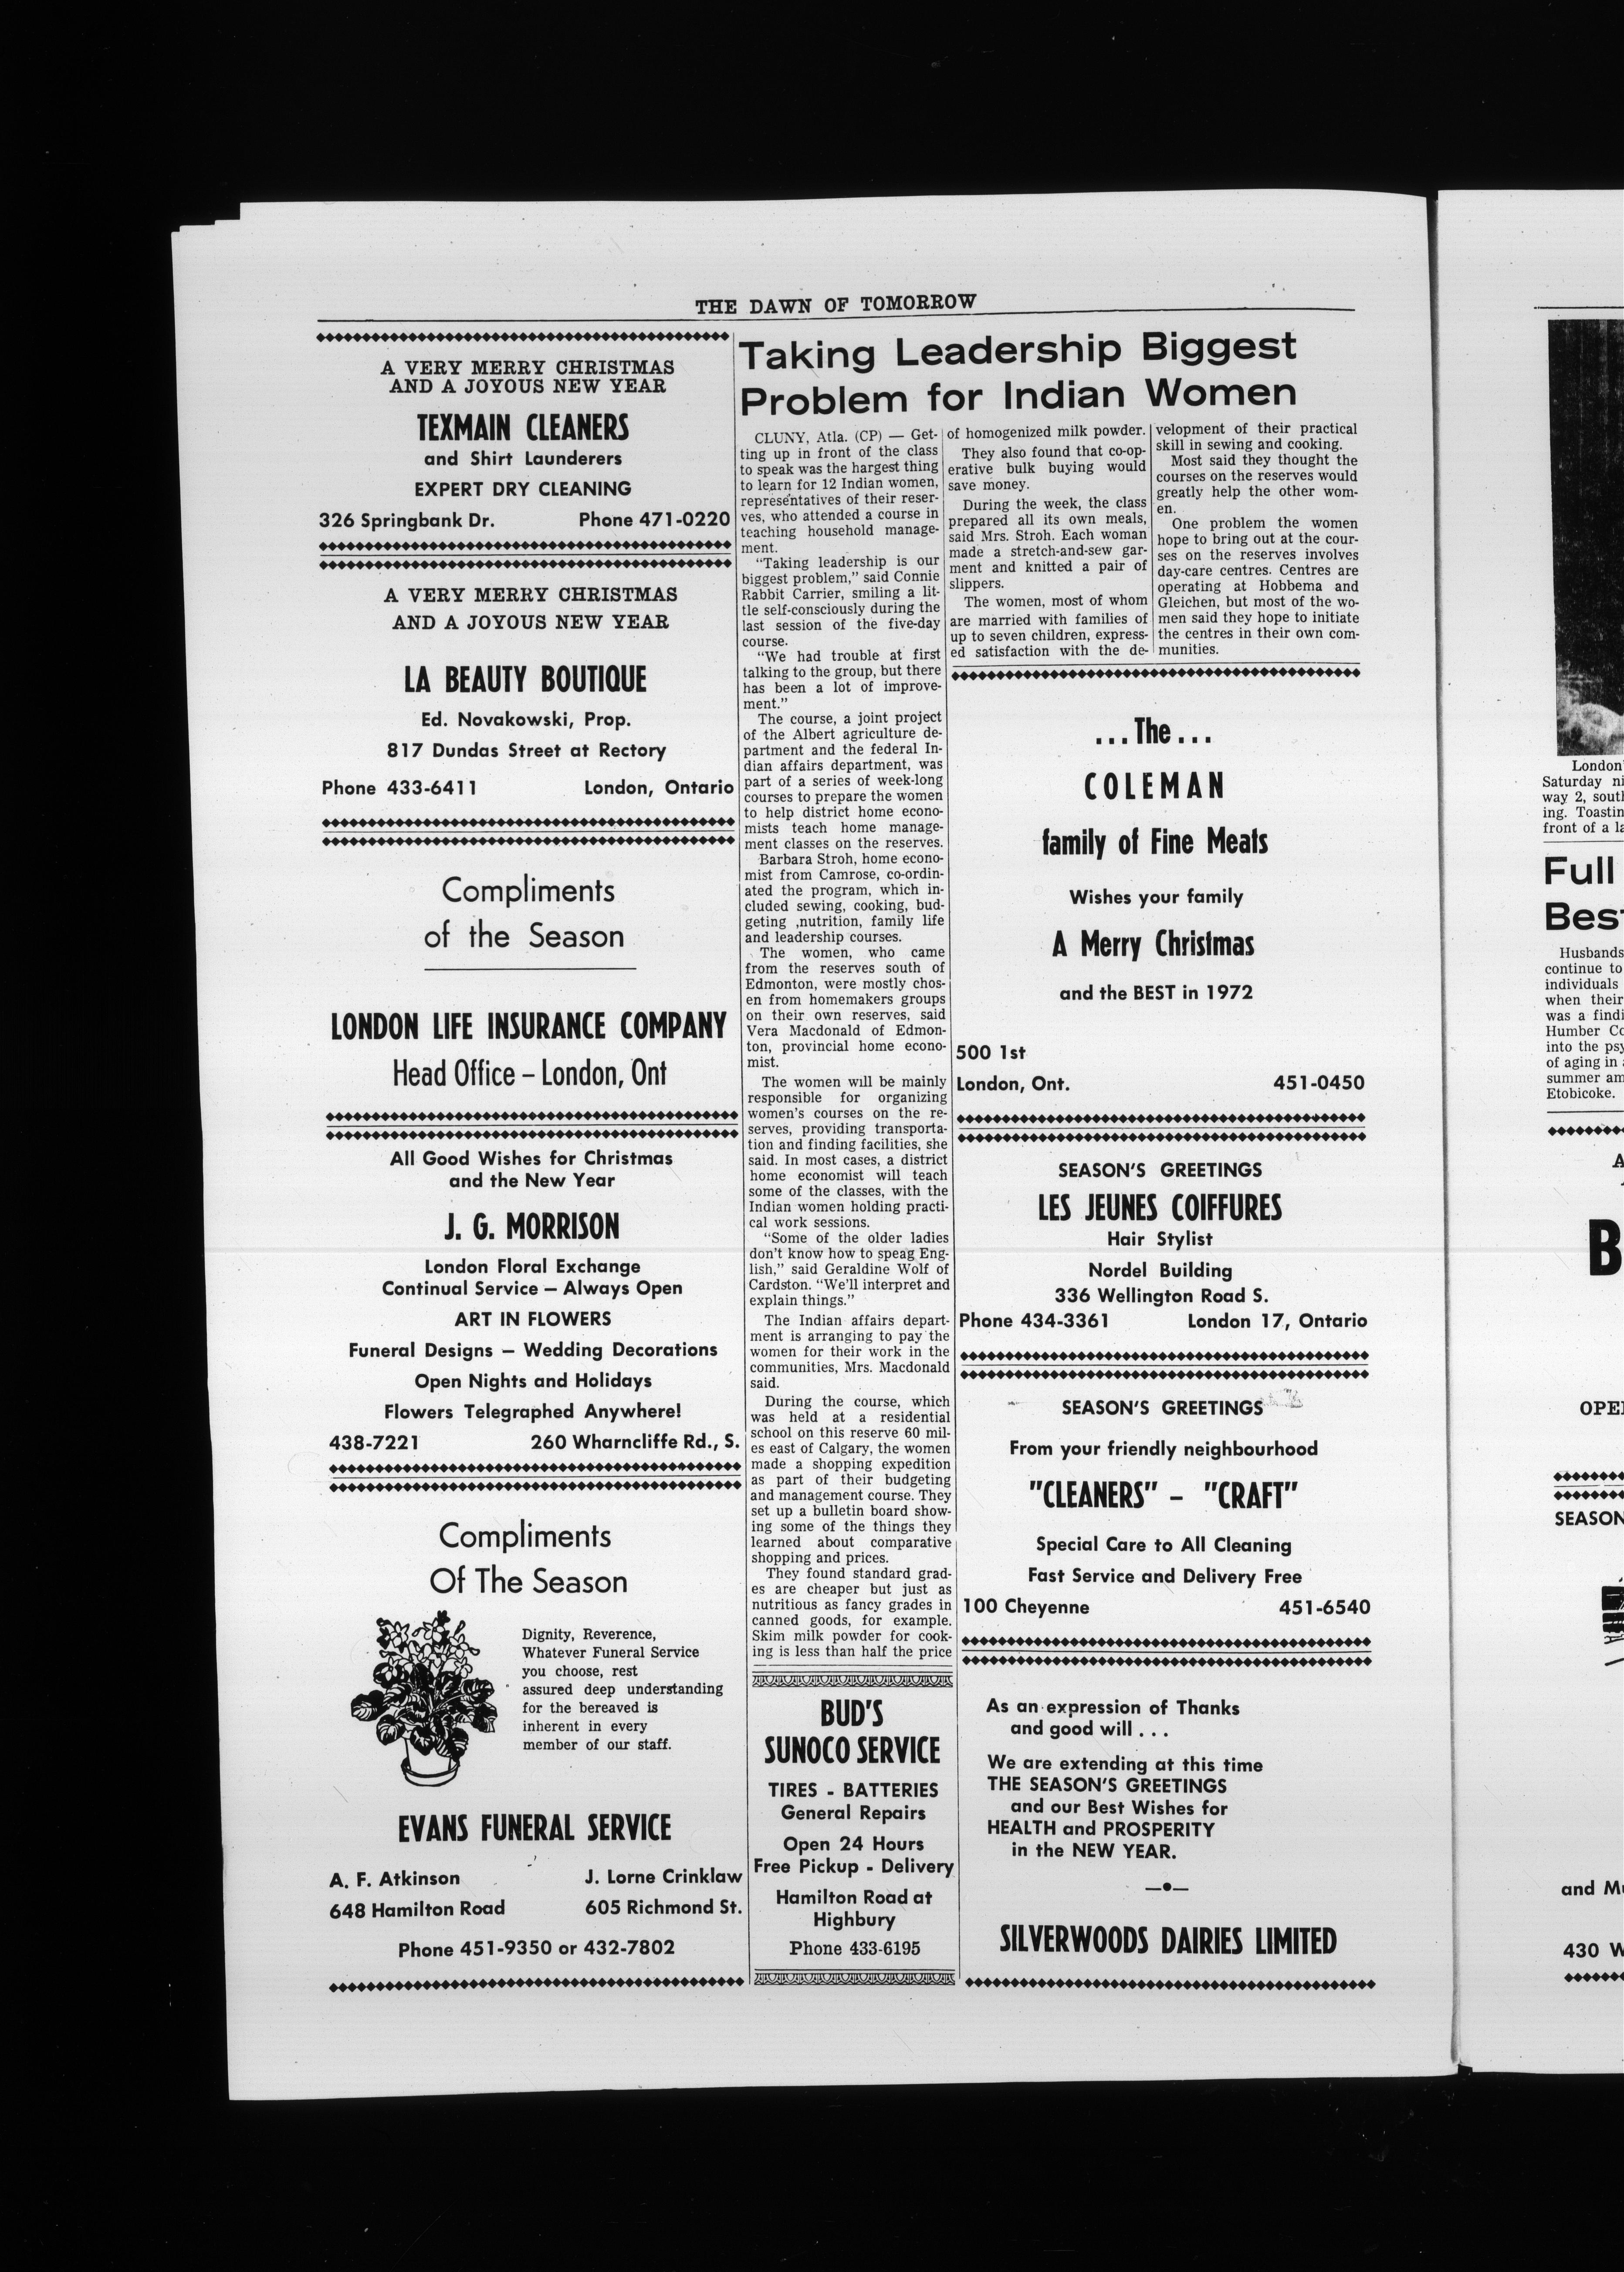 THE DAWN OF TOMORROW
A VERY MERRY CHRISTMAS
AND A JOYOUS NEW YEAR
TEXMAIN CLEANERS
and Shirt Launderers
EXPERT DRY CLEANING
326 Springbank Dr. Phone 471-0220
A VERY MERRY CHRISTMAS
AND A JOYOUS NEW YEAR
LA BEAUTY BOUTIQUE
Ed. Novakowski, Prop.
817 Dundas Street at Rectory
Phone 433-6411 London, Ontario
Compliments
of the Season
LONDON LIFE INSURANCE COMPANY
Head Office – London, Ont
All Good Wishes for Christmas
and the New Year
J. G. MORRISON
London Floral Exchange
Continual Service – Always Open
ART IN FLOWERS
Funeral Designs – Wedding Decorations
Open Nights and Holidays
Flowers Telegraphed Anywhere!
438-7221 260 Wharncliffe Rd., S.
Compliments
Of The Season
Dignity, Reverence,
Whatever Funeral Service
you choose, rest
assured deep understanding
for the bereaved is
inherent in every
member of our staff.
EVANS FUNERAL SERVICE
A. F. Atkinson J. Lorne Crinklaw
648 Hamilton Road 605 Richmond St.
Phone 451-9350 or 432-7802
Taking Leadership Biggest
Problem for Indian Women
CLUNY, Atla. (CP) — Get-
ting up in front of the class
to speak was the hargest thing
to learn for 12 Indian women,
representatives of their reser-
ves, who attended a course in
teaching household manage-
ment.
"Taking leadership is our
biggest problem," said Connie
Rabbit Carrier, smiling a lit-
tle self-consciously during the
last session of the five-day
course.
"We had trouble at first
talking to the group, but there
has been a lot of improve-
ment."
The course, a joint project
of the Albert agriculture de-
partment and the federal In-
dian affairs department, was
part of a series of week-long
courses to prepare the women
to help district home econo-
mists teach home manage-
ment classes on the reserves.
Barbara Stroh, home econo-
mist from Camrose, co-ordin-
ated the program, which in-
cluded sewing, cooking, bud-
geting ,nutrition, family life
and leadership courses.
The women, who came
from the reserves south of
Edmonton, were mostly chos-
en from homemakers groups
on their own reserves, said
Vera Macdonald of Edmon-
ton, provincial home econo-
mist.
The women will be mainly
responsible for organizing
women's courses on the re-
serves, providing transporta-
tion and finding facilities, she
said. In most cases, a district
home economist will teach
some of the classes, with the
Indian women holding practi-
cal work sessions.
"Some of the older ladies
don't know how to speag Eng-
lish," said Geraldine Wolf of
Cardston. "We'll interpret and
explain things."
The Indian affairs depart-
ment is arranging to pay the
women for their work in the
communities, Mrs. Macdonald
said.
During the course, which
was held at a residential
school on this reserve 60 mil-
es east of Calgary, the women
made a shopping expedition
as part of their budgeting
and management course. They
set up a bulletin board show-
ing some of the things they
learned about comparative
shopping and prices.
They found standard grad-
es are cheaper but just as
nutritious as fancy grades in
canned goods, for example.
Skim milk powder for cook-
ing is less than half the price
of homogenized milk powder.
They also found that co-op-
erative bulk buying would
save money.
During the week, the class
prepared all its own meals,
said Mrs. Stroh. Each woman
made a stretch-and-sew gar-
ment and knitted a pair of
slippers.
The women, most of whom
are married with families of
up to seven children, express-
ed satisfaction with the de-
velopment of their practical
skill in sewing and cooking.
Most said they thought the
courses on the reserves would
greatly help the other wom-
en.
One problem the women
hope to bring out at the cour-
ses on the reserves involves
day-care centres. Centres are
operating at Hobbema and
Gleichen, but most of the wo-
men said they hope to initiate
the centres in their own com-
munities.
BUD'S
SUNOCO SERVICE
TIRES - BATTERIES
General Repairs
Open 24 Hours
Free Pickup - Delivery
Hamilton Road at
Highbury
Phone 433-6195
...The...
COLEMAN
family of Fine Meats
Wishes your family
A Merry Christmas
and the BEST in 1972
500 1st
London, Ont. 451-0450
SEASON'S GREETINGS
LES JEUNES COIFFURES
Hair Stylist
Nordel Building
336 Wellington Road S.
Phone 434-3361 London 17, Ontario
SEASON'S GREETINGS
From your friendly neighbourhood
"CLEANERS" – "CRAFT"
Special Care to All Cleaning
Fast Service and Delivery Free
100 Cheyenne 451-6540
As an expression of Thanks
and good will . . .
We are extending at this time
THE SEASON'S GREETINGS
and our Best Wishes for
HEALTH and PROSPERITY
in the NEW YEAR.
SILVERWOODS DAIRIES LIMITED
London'
Saturday
way 2,
ing.
front of a
Full
Best
Husbands
continue to
individuals
when their
was a
Humber
into the
of aging in
summer
Etobicoke.
and
430 W